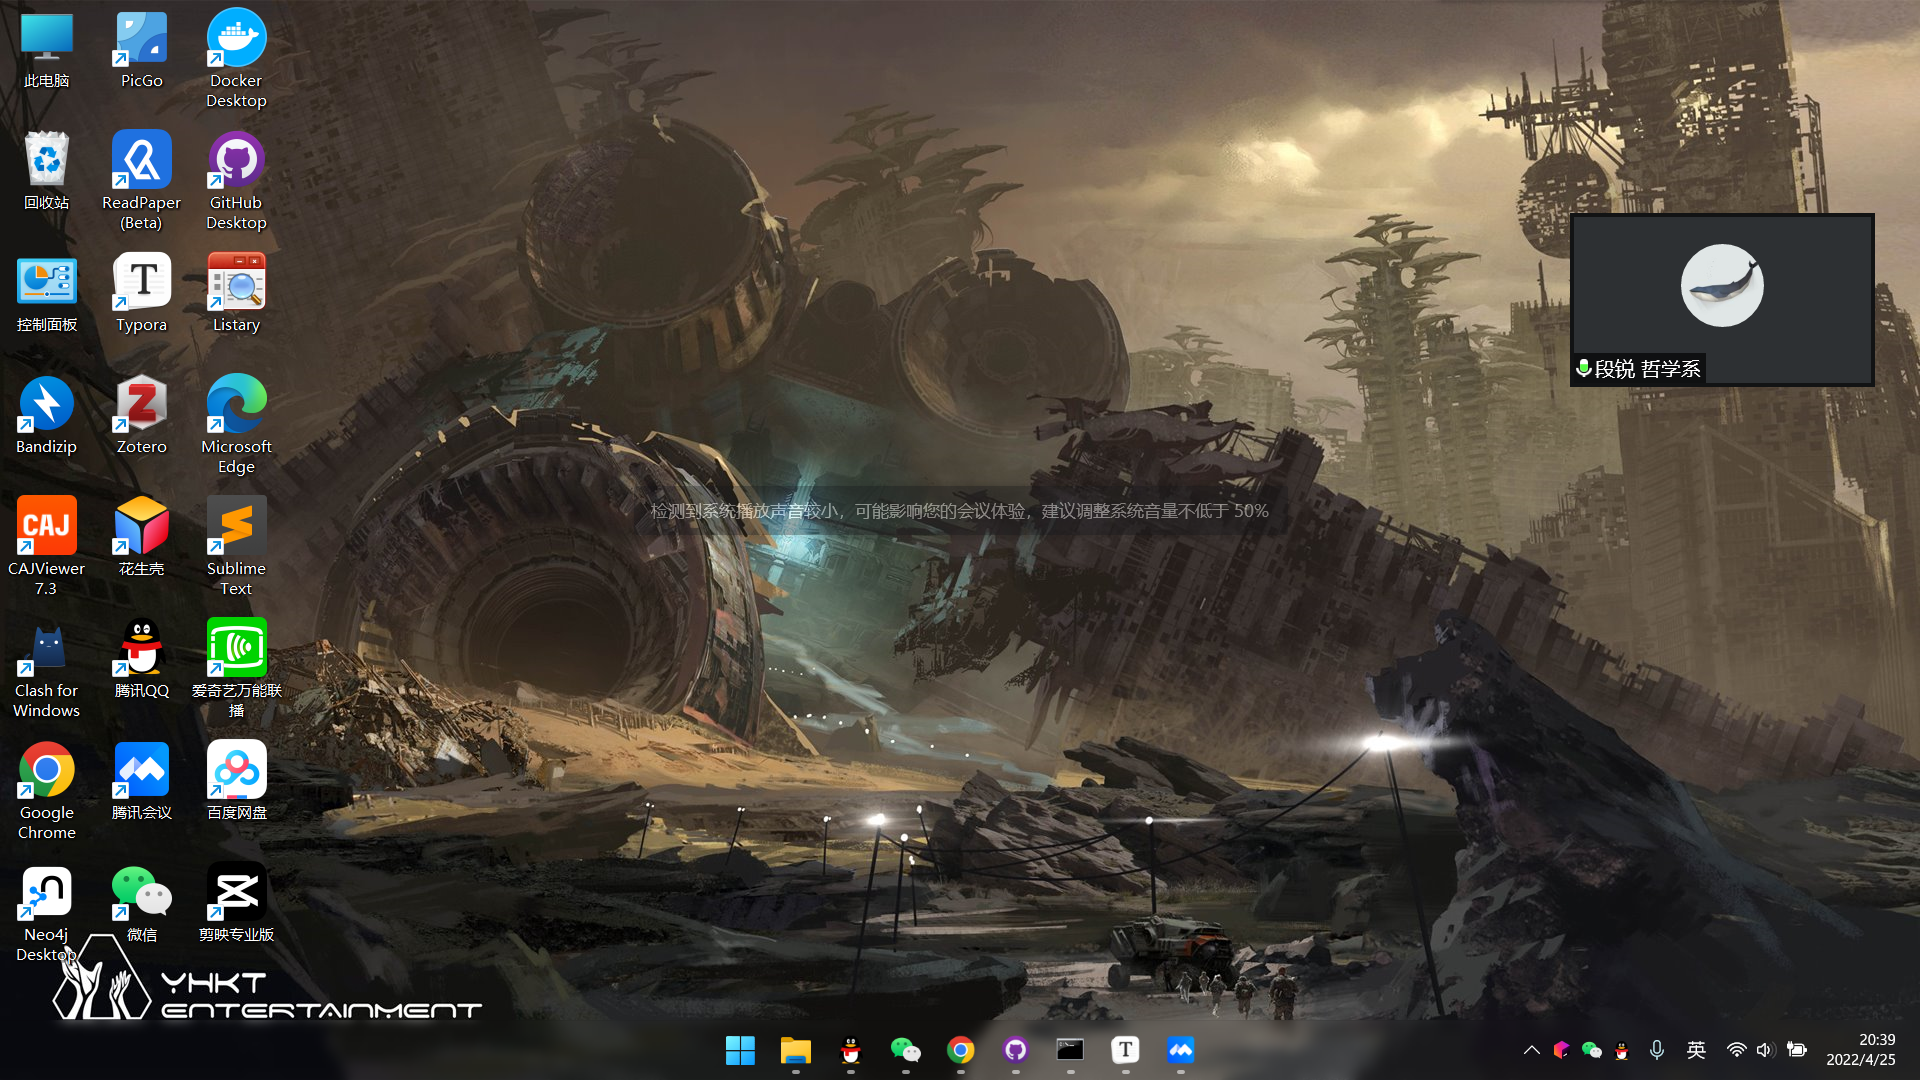 此电脑
PicGo
Docker
Desktop
回收站
ReadPaper
(Beta)
GitHub
Desktop
控制面板
Typora
Listary
Bandizip
Zotero
Microsoft
Edge
CAJ
CAJViewer
7.3
花生壳
Sublime
Text
Clash for
Windows
腾讯QQ
爱奇艺万能联
播
Google
Chrome
腾讯会议
百度网盘
Neo4j
Desktop
微信
剪映专业版
YHKT
ENTERTAINMENT
检测到系统播放声音较小，可能影响您的会议体验，建议调整系统音量不低于 50%
段锐 哲学系
英
20:39
2022/4/25